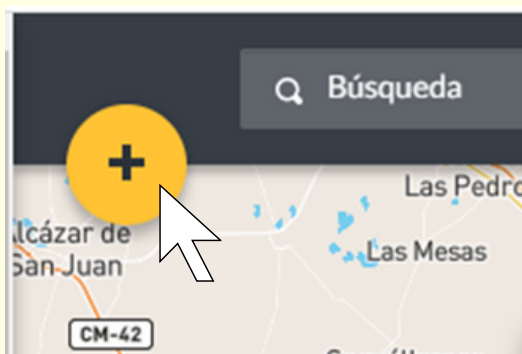 Búsqueda
Las Pedro
lcázar de
San Juan
Las Mesas
CM-42